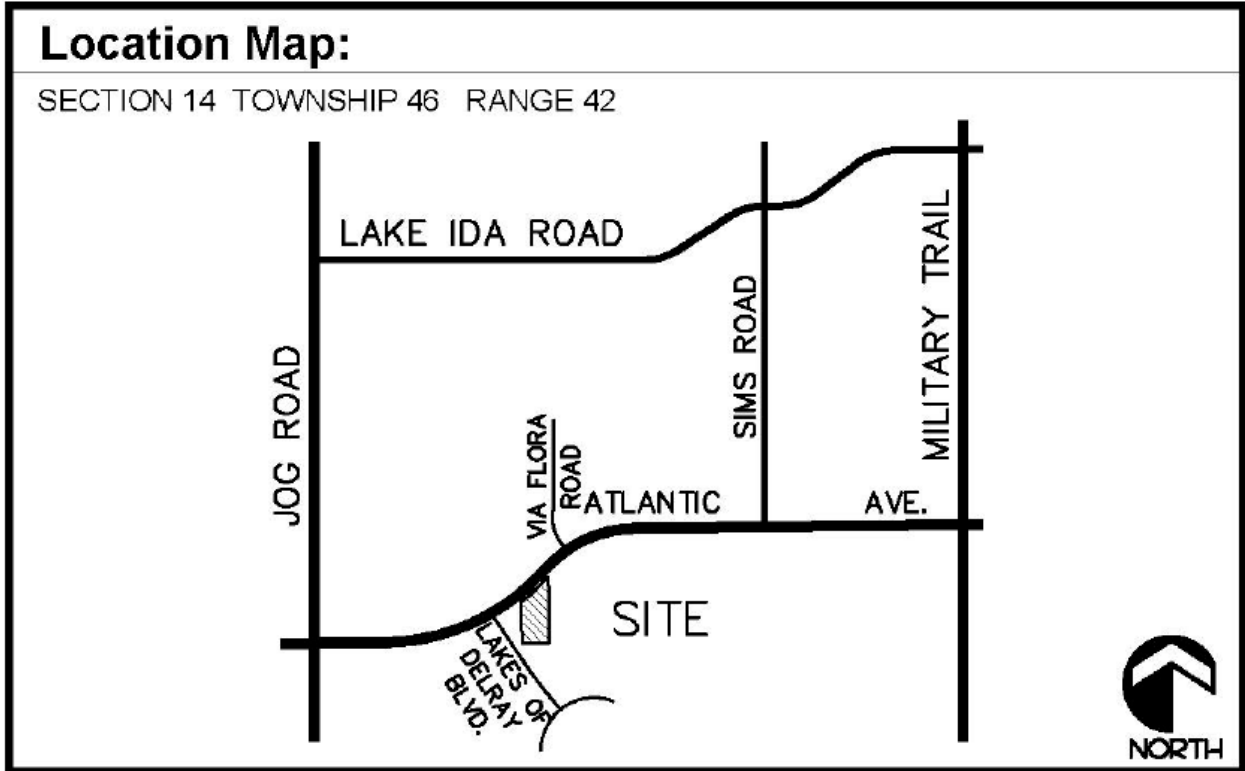 Location Map:
SECTION 14 TOWNSHIP 46 RANGE 42
LAKE IDA ROAD
JOG ROAD
SIMS ROAD
MILITARY TRAIL
VIA FLORA
ROAD
ATLANTIC AVE.
SITE
LAKES OF
DELRAY
BLVD.
NORTH